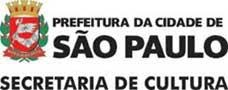 PREFEITURA DA CIDADE DE
SÃO PAULO
SECRETARIA DE CULTURA